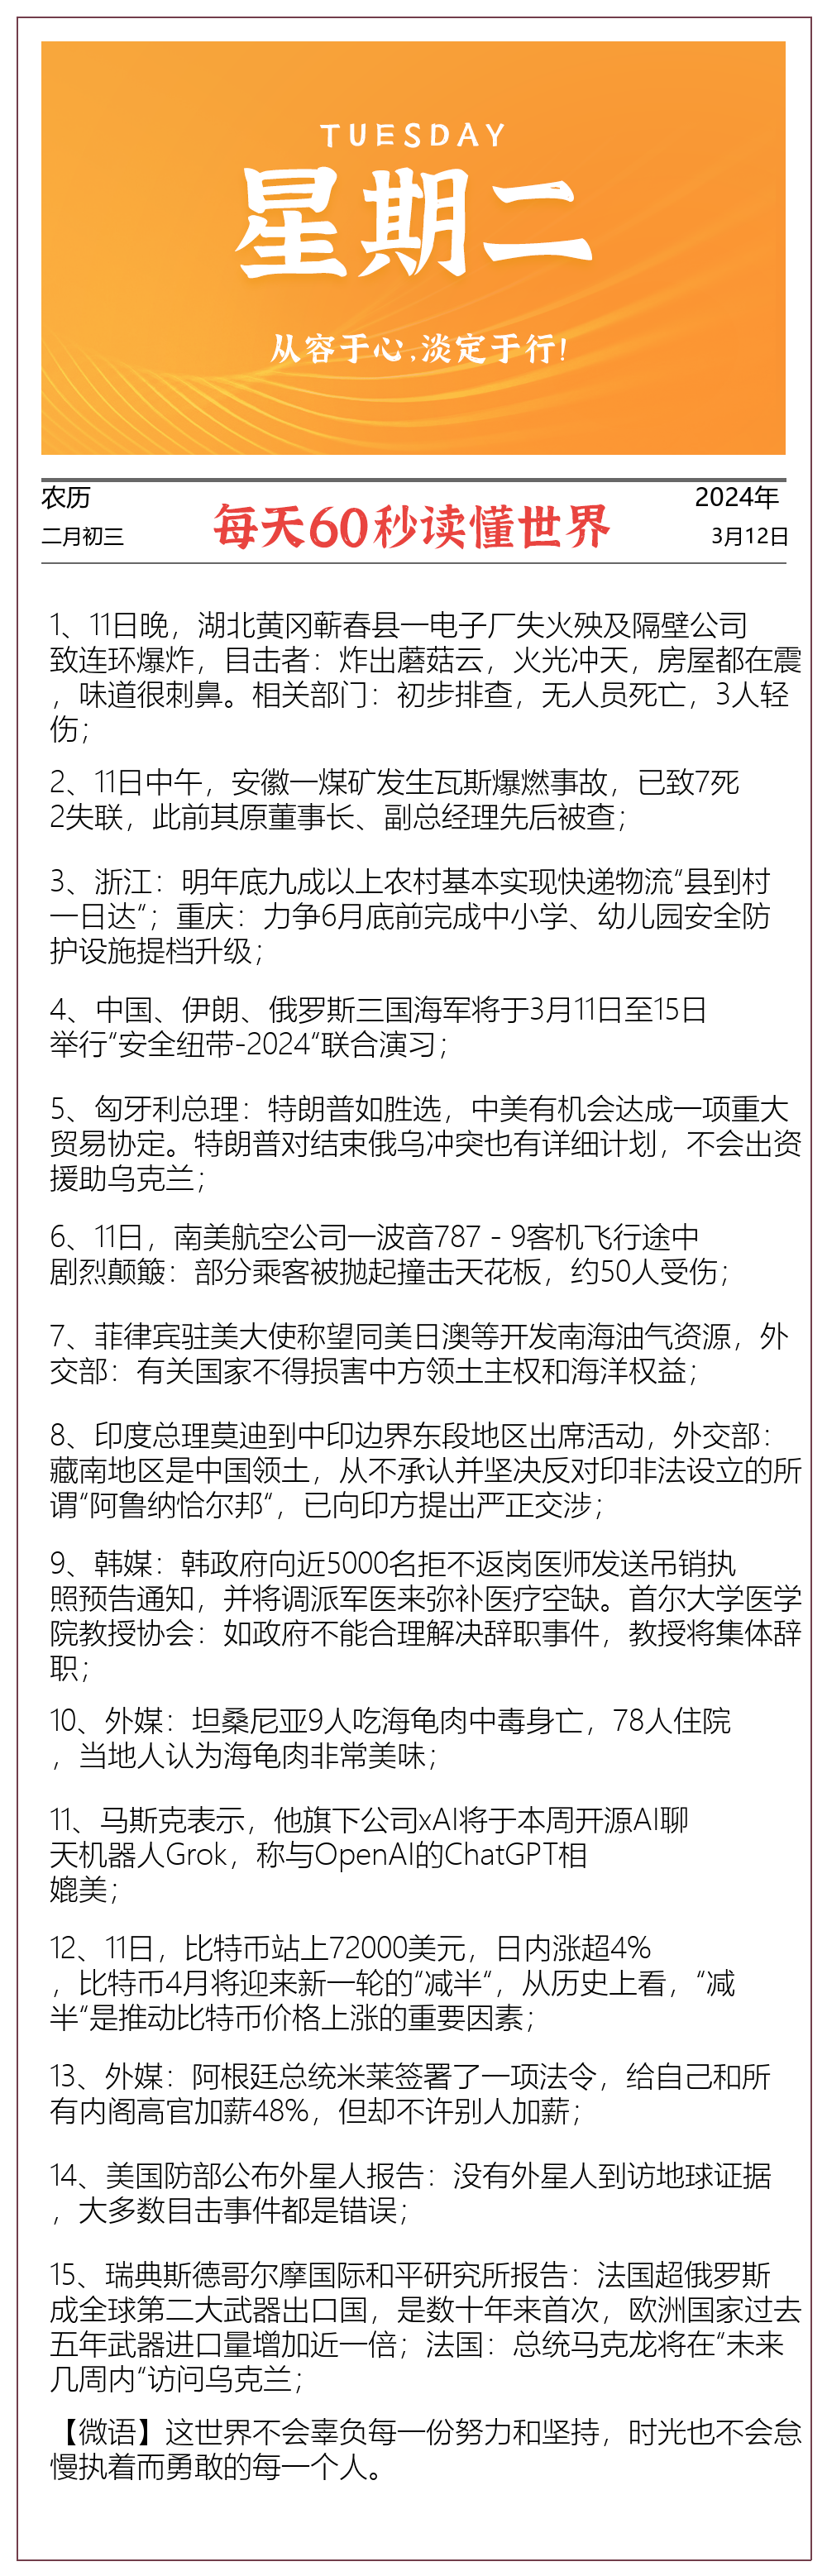 TUESDAY
星期二
从容于心,淡定于行!
农历
2024年
每天60秒读懂世界
二月初三
3月12日
1、11日晚，湖北黄冈蕲春县一电子厂失火殃及隔壁公司
致连环爆炸，目击者：炸出蘑菇云，火光冲天，房屋都在震
，味道很刺鼻。相关部门：初步排查，无人员死亡，3人轻
伤；
2、11日中午，安徽一煤矿发生瓦斯爆燃事故，已致7死
2失联，此前其原董事长、副总经理先后被查；
3、浙江：明年底九成以上农村基本实现快递物流“县到村
一日达“；重庆：力争6月底前完成中小学、幼儿园安全防
护设施提档升级；
4、中国、伊朗、俄罗斯三国海军将于3月11日至15日
举行“安全纽带-2024“联合演习；
5、匈牙利总理：特朗普如胜选，中美有机会达成一项重大
贸易协定。特朗普对结束俄乌冲突也有详细计划，不会出资
援助乌克兰；
6、11日，南美航空公司一波音787－9客机飞行途中
剧烈颠簸：部分乘客被抛起撞击天花板，约50人受伤；
7、菲律宾驻美大使称望同美日澳等开发南海油气资源，外
交部：有关国家不得损害中方领土主权和海洋权益；
8、印度总理莫迪到中印边界东段地区出席活动，外交部：
藏南地区是中国领土，从不承认并坚决反对印非法设立的所
谓“阿鲁纳恰尔邦“，已向印方提出严正交涉；
9、韩媒：韩政府向近5000名拒不返岗医师发送吊销执
照预告通知，并将调派军医来弥补医疗空缺。首尔大学医学
院教授协会：如政府不能合理解决辞职事件，教授将集体辞
职；
10、外媒：坦桑尼亚9人吃海龟肉中毒身亡，78人住院
，当地人认为海龟肉非常美味；
11、马斯克表示，他旗下公司xAI将于本周开源AI聊
天机器人Grok，称与OpenAI的ChatGPT相
媲美；
12、11日，比特币站上72000美元，日内涨超4%
，比特币4月将迎来新一轮的“减半“，从历史上看，“减
半“是推动比特币价格上涨的重要因素；
13、外媒：阿根廷总统米莱签署了一项法令，给自己和所
有内阁高官加薪48%，但却不许别人加薪；
14、美国防部公布外星人报告：没有外星人到访地球证据
，大多数目击事件都是错误；
15、瑞典斯德哥尔摩国际和平研究所报告：法国超俄罗斯
成全球第二大武器出口国，是数十年来首次，欧洲国家过去
五年武器进口量增加近一倍；法国：总统马克龙将在“未来
几周内“访问乌克兰；
【微语】这世界不会辜负每一份努力和坚持，时光也不会怠
慢执着而勇敢的每一个人。